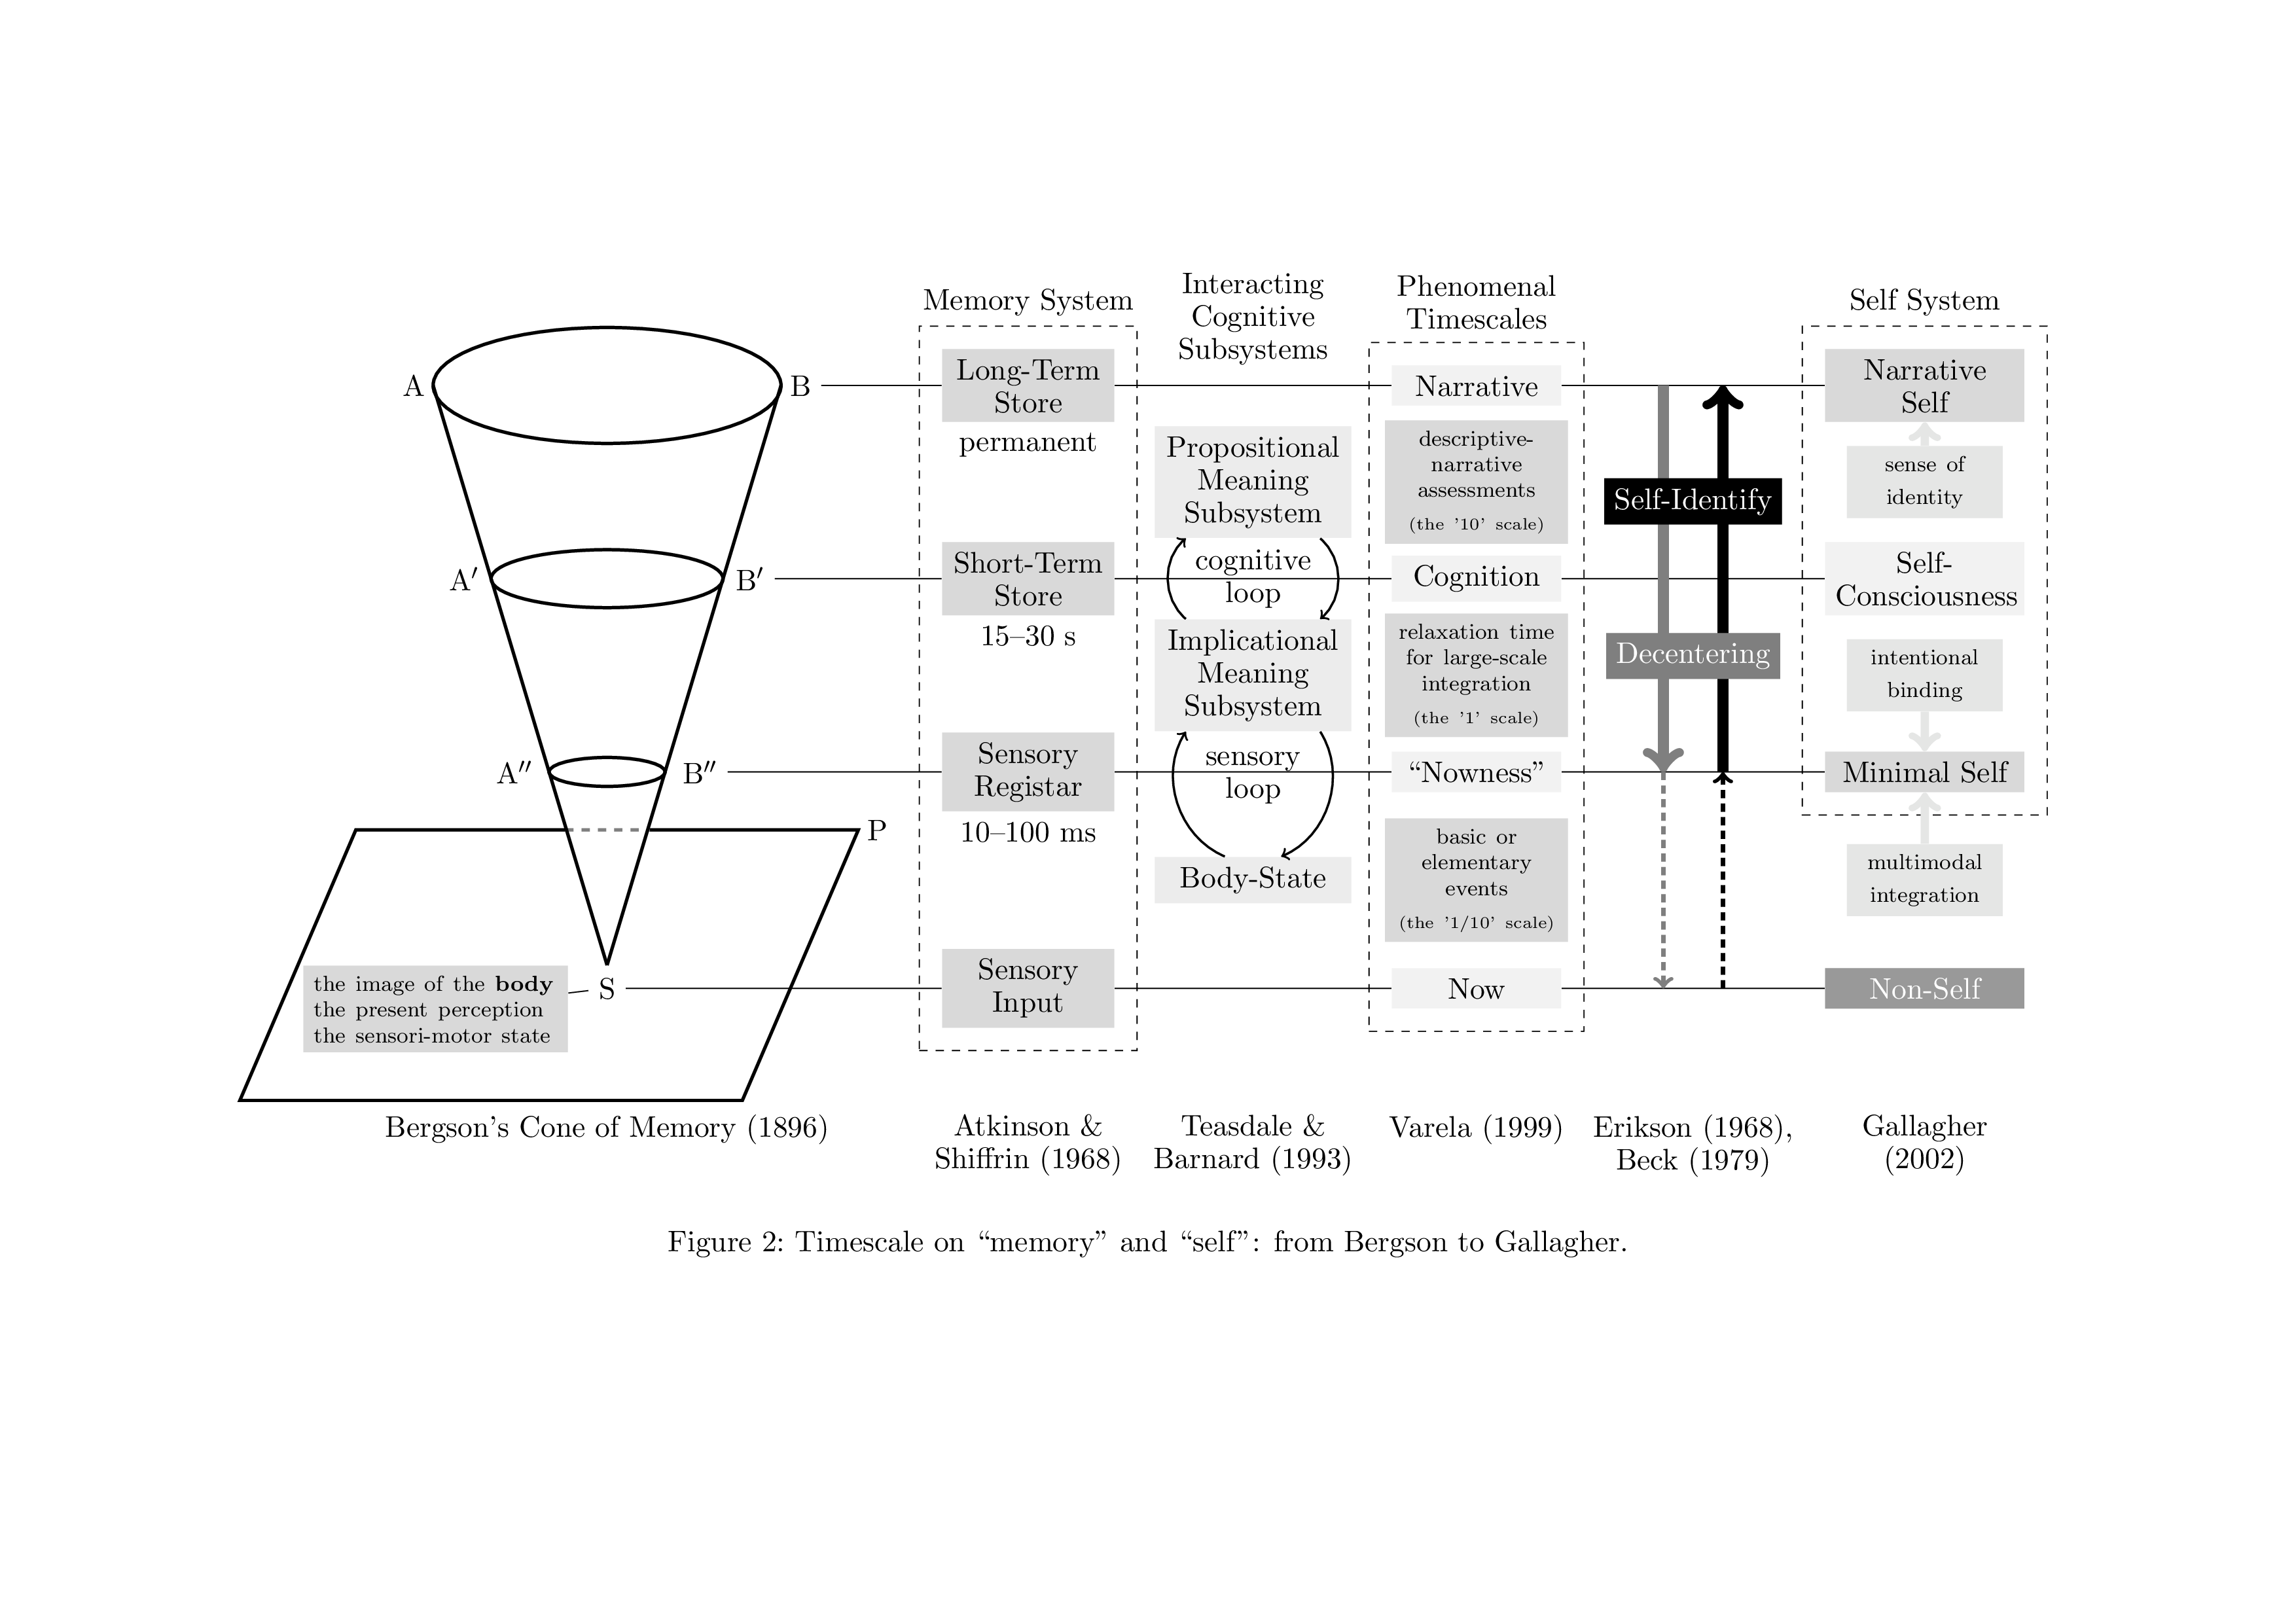 Memory System
Interacting
Cognitive
Subsystems
Phenomenal
Timescales
Self System
A
B
A′
B′
A′′
B′′
P
S
the image of the body
the present perception
the sensori-motor state
Bergson's Cone of Memory (1896)
Long-Term
Store
permanent
Short-Term
Store
15–30 s
Sensory
Registar
10–100 ms
Sensory
Input
Atkinson &
Shiffrin (1968)
Propositional
Meaning
Subsystem
cognitive
loop
Implicational
Meaning
Subsystem
sensory
loop
Body-State
Teasdale &
Barnard (1993)
Narrative
descriptive-
narrative
assessments
(the '10' scale)
Cognition
relaxation time
for large-scale
integration
(the '1' scale)
“Nowness”
basic or
elementary
events
(the '1/10' scale)
Now
Varela (1999)
Self-Identify
Decentering
Erikson (1968),
Beck (1979)
Narrative
Self
sense of
identity
Self-
Consciousness
intentional
binding
Minimal Self
multimodal
integration
Non-Self
Gallagher
(2002)
Figure 2: Timescale on “memory” and “self”: from Bergson to Gallagher.